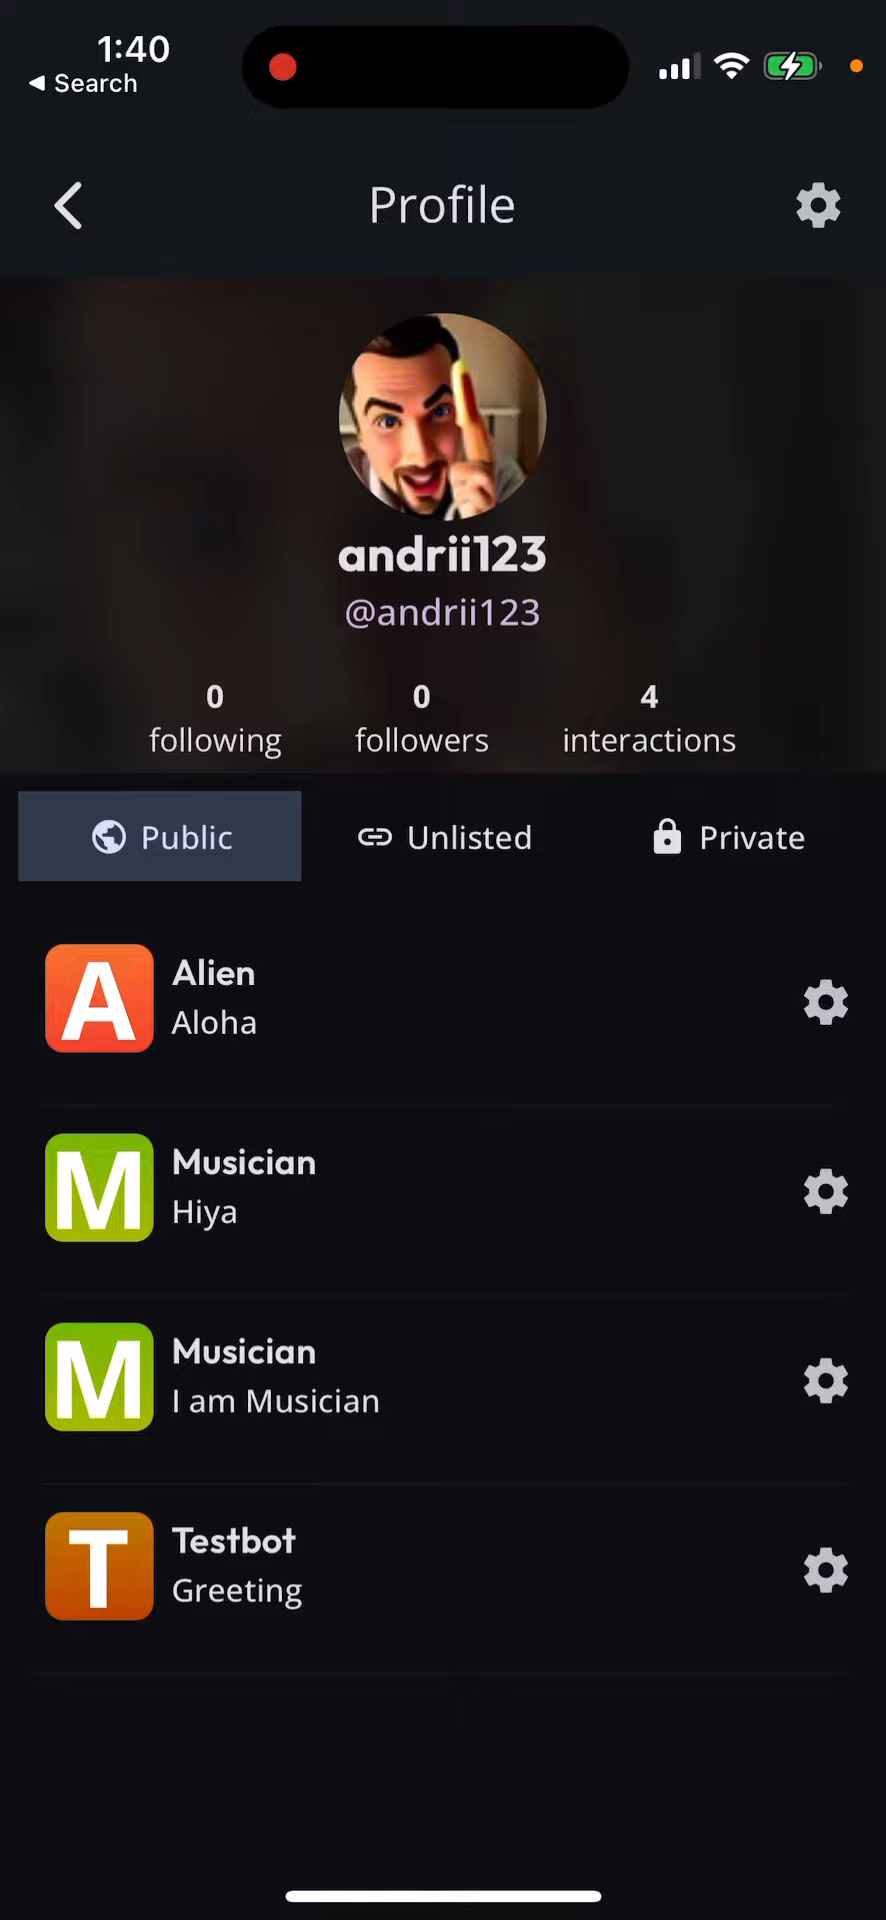 1:40
Search
Profile
andrii123
@andrii123
0 0 4
following followers interactions
Public Unlisted Private
A
Alien
Aloha
M
Musician
Hiya
M
Musician
I am Musician
T
Testbot
Greeting